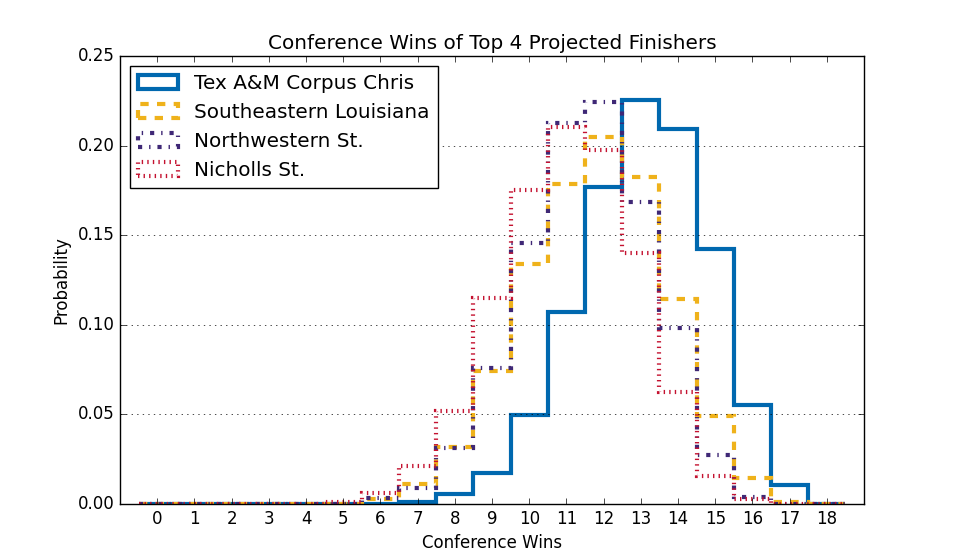 Conference Wins of Top 4 Projected Finishers
0.25
0.20
0.15
0.10
0.05
0.00
Probability
Tex A&M Corpus Chris
Southeastern Louisiana
Northwestern St.
Nicholls St.
0 1 2 3 4 5 6 7 8 9 10 11 12 13 14 15 16 17 18
Conference Wins